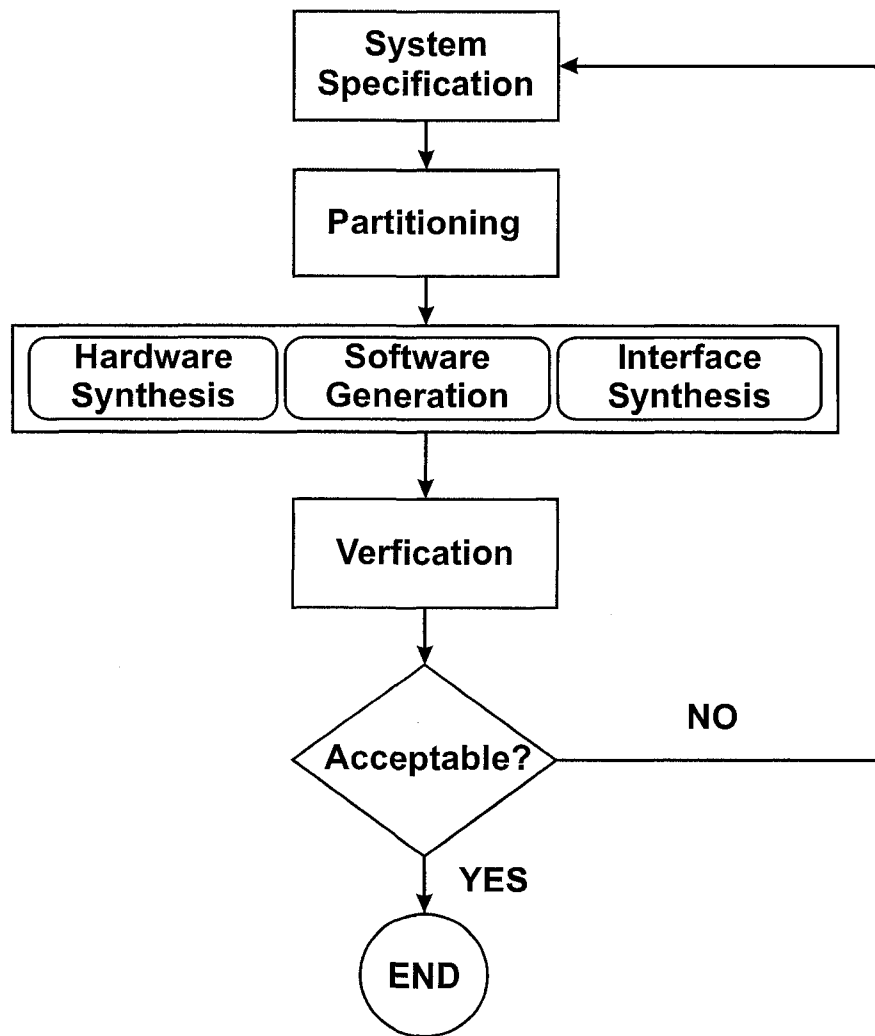 System
Specification
Partitioning
Hardware
Synthesis
Software
Generation
Interface
Synthesis
Verfication
Acceptable?
NO
YES
END